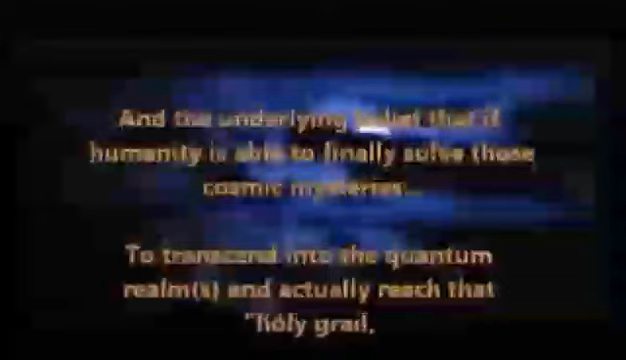 And the underlying belief that if
humanity is able to finally solve those
cosmic mysteries...
To transcend into the quantum
realm(s) and actually reach that
"holy grail,